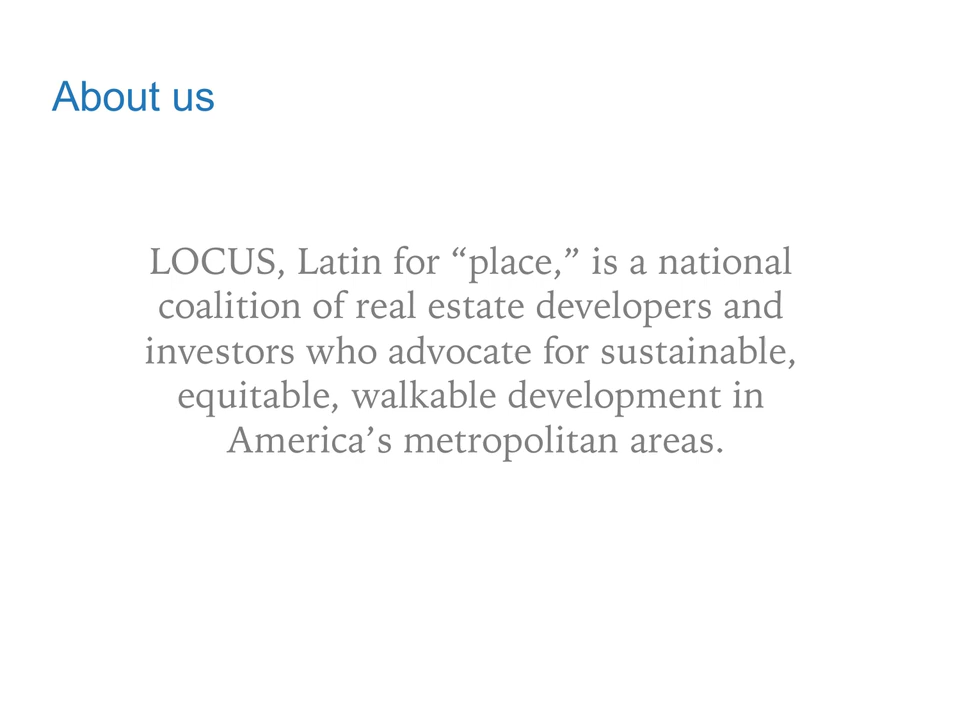 About us
LOCUS, Latin for “place,” is a national
coalition of real estate developers and
investors who advocate for sustainable,
equitable, walkable development in
America’s metropolitan areas.